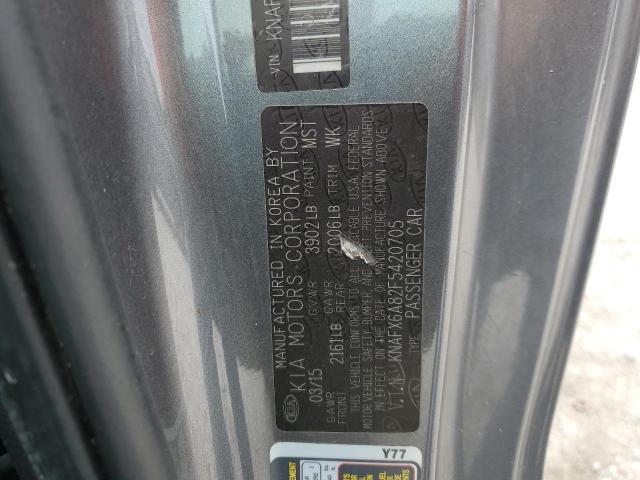 VIN: KNAF
KIA
MANUFACTURED IN KOREA BY
KIA MOTORS CORPORATION
03/15 GVWR 3902LB PAINT MST
GAWR FRONT 2161LB GAWR REAR 2006LB TRIM WK
THIS VEHICLE CONFORMS TO ALL APPLICABLE U.S.A. FEDERAL
MOTOR VEHICLE SAFETY, BUMPER, AND THEFT PREVENTION STANDARDS
IN EFFECT ON THE DATE OF MANUFACTURE SHOWN ABOVE.
V.I.N: KNAFX6A82F5420705
TYPE: PASSENGER CAR
Y77